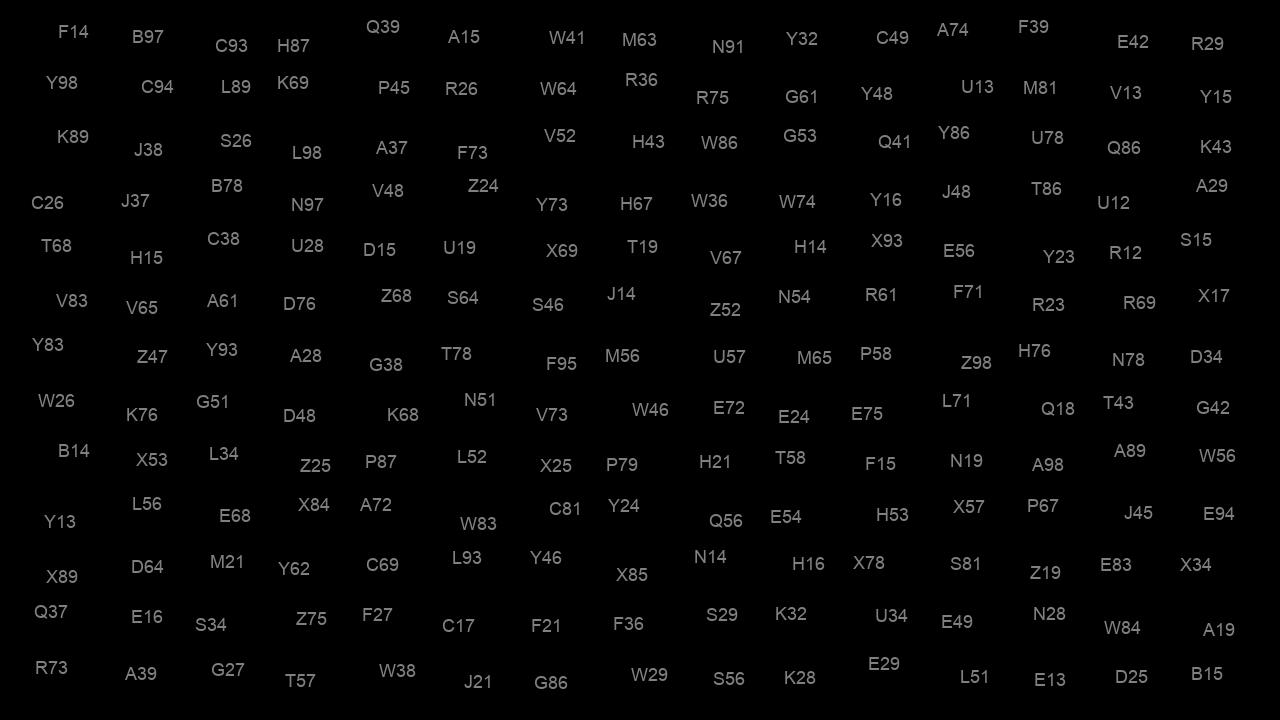 F14 B97 C93 H87 Q39 A15 W41 M63 N91 Y32 C49 A74 F39 E42 R29
Y98 C94 L89 K69 P45 R26 W64 R36 R75 G61 Y48 U13 M81 V13 Y15
K89 J38 S26 L98 A37 F73 V52 H43 W86 G53 Q41 Y86 U78 Q86 K43
C26 J37 B78 N97 V48 Z24 Y73 H67 W36 W74 Y16 J48 T86 U12 A29
T68 H15 C38 U28 D15 U19 X69 T19 V67 H14 X93 E56 Y23 R12 S15
V83 V65 A61 D76 Z68 S64 S46 J14 Z52 N54 R61 F71 R23 R69 X17
Y83 Z47 Y93 A28 G38 T78 F95 M56 U57 M65 P58 Z98 H76 N78 D34
W26 K76 G51 D48 K68 N51 V73 W46 E72 E24 E75 L71 Q18 T43 G42
B14 X53 L34 Z25 P87 L52 X25 P79 H21 T58 F15 N19 A98 A89 W56
Y13 L56 E68 X84 A72 W83 C81 Y24 Q56 E54 H53 X57 P67 J45 E94
X89 D64 M21 Y62 C69 L93 Y46 X85 N14 H16 X78 S81 Z19 E83 X34
Q37 E16 S34 Z75 F27 C17 F21 F36 S29 K32 U34 E49 N28 W84 A19
R73 A39 G27 T57 W38 J21 G86 W29 S56 K28 E29 L51 E13 D25 B15